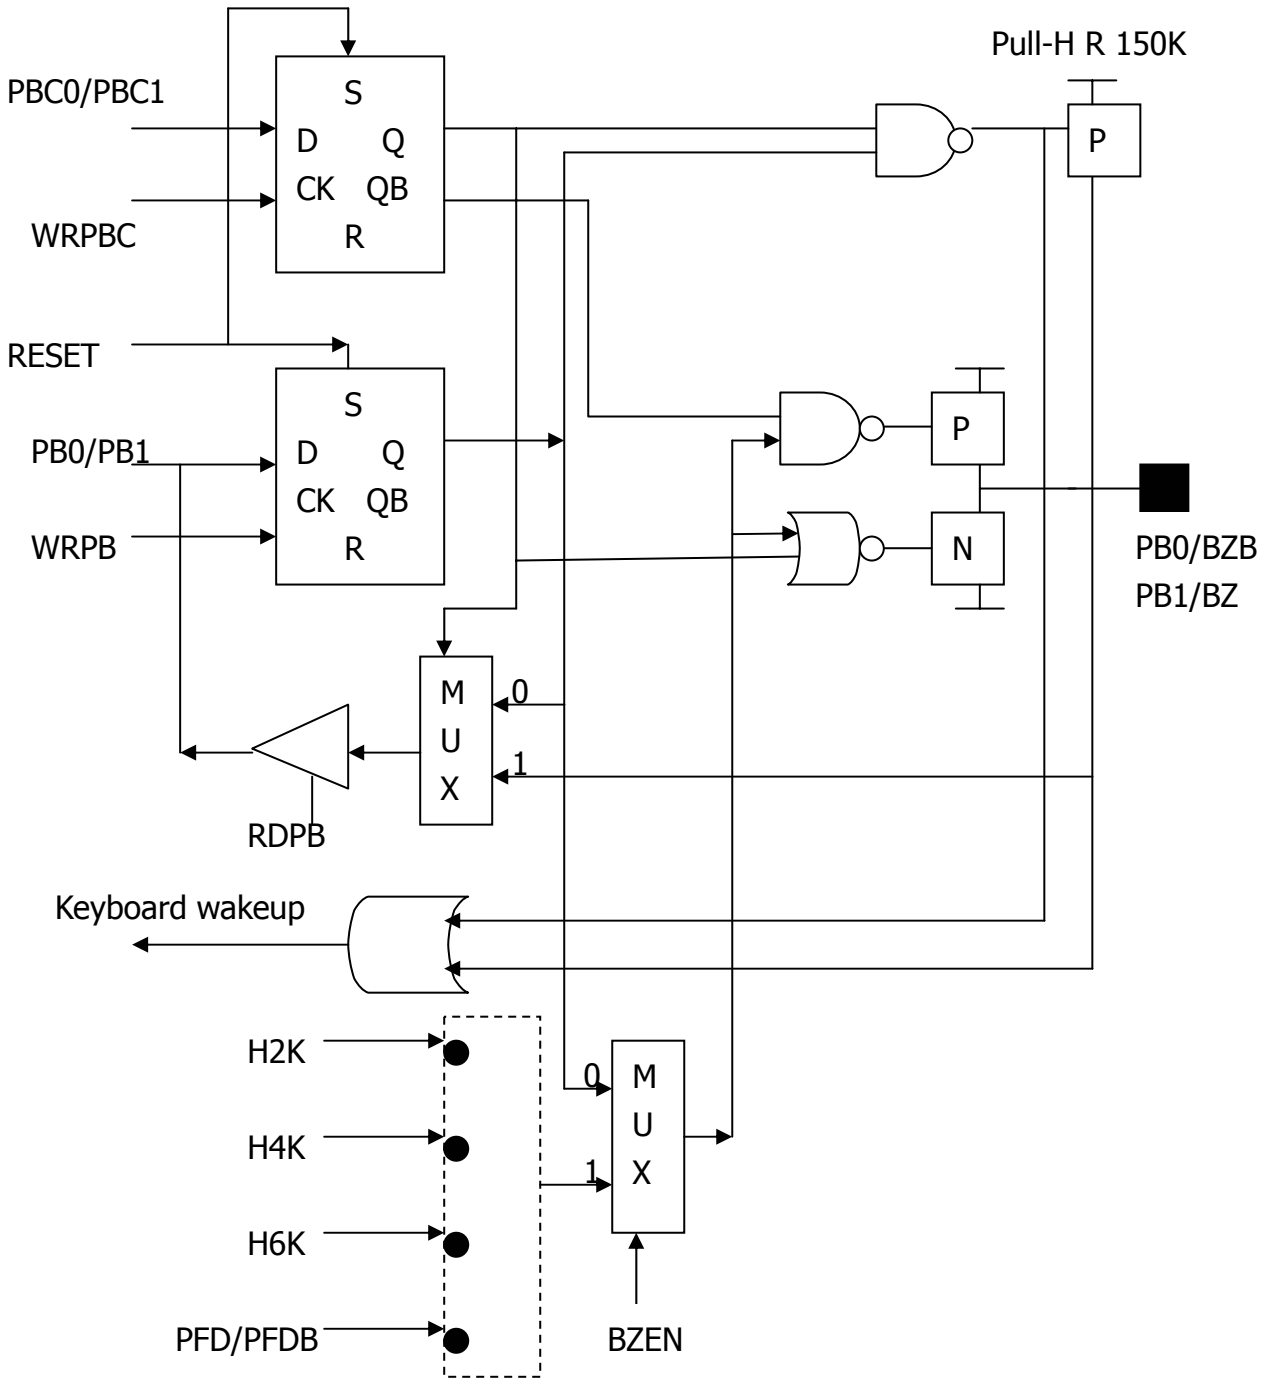 Pull-H R 150K
PBC0/PBC1
S
D Q
P
CK QB
WRPBC
R
RESET
S
P
PB0/PB1
D Q
CK QB
WRPB
R
N
PB0/BZB
PB1/BZ
M
U
X
0
1
RDPB
Keyboard wakeup
H2K
0
M
U
X
H4K
1
H6K
PFD/PFDB
BZEN